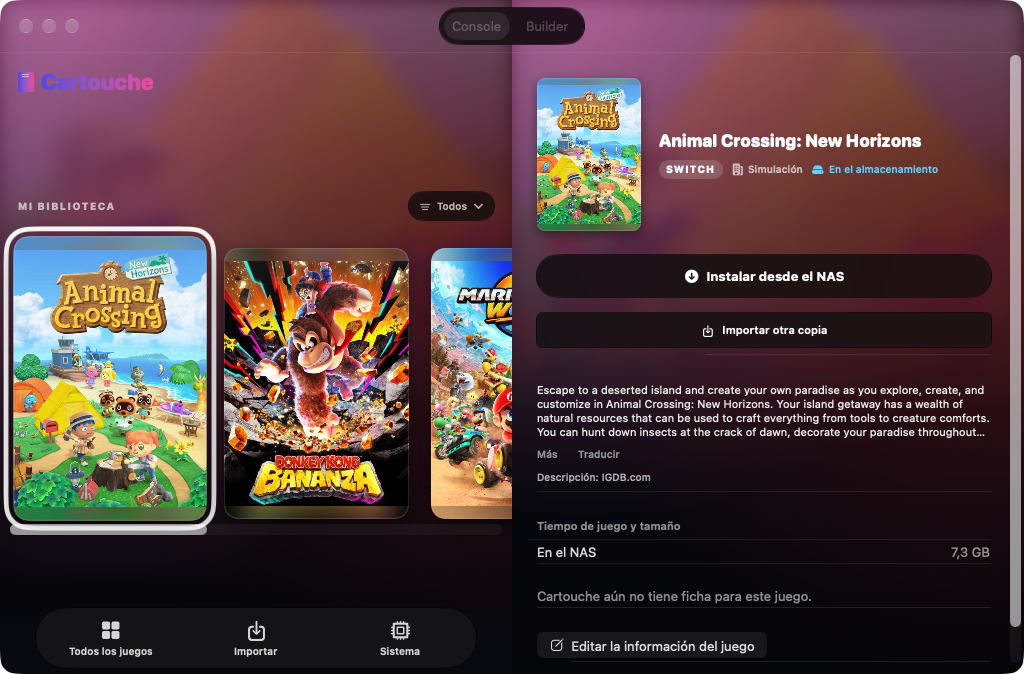 Console
Builder
Cartouche
MI BIBLIOTECA
Todos
New
Horizons
Animal
Crossing
DONKEY KONG
BANANZA
Todos los juegos
Importar
Sistema
Animal
Crossing
Animal Crossing: New Horizons
SWITCH
Simulación
En el almacenamiento
Instalar desde el NAS
Importar otra copia
Escape to a deserted island and create your own paradise as you explore, create, and
customize in Animal Crossing: New Horizons. Your island getaway has a wealth of
natural resources that can be used to craft everything from tools to creature comforts.
You can hunt down insects at the crack of dawn, decorate your paradise throughout...
Más
Traducir
Descripción: IGDB.com
Tiempo de juego y tamaño
En el NAS
7,3 GB
Cartouche aún no tiene ficha para este juego.
Editar la información del juego